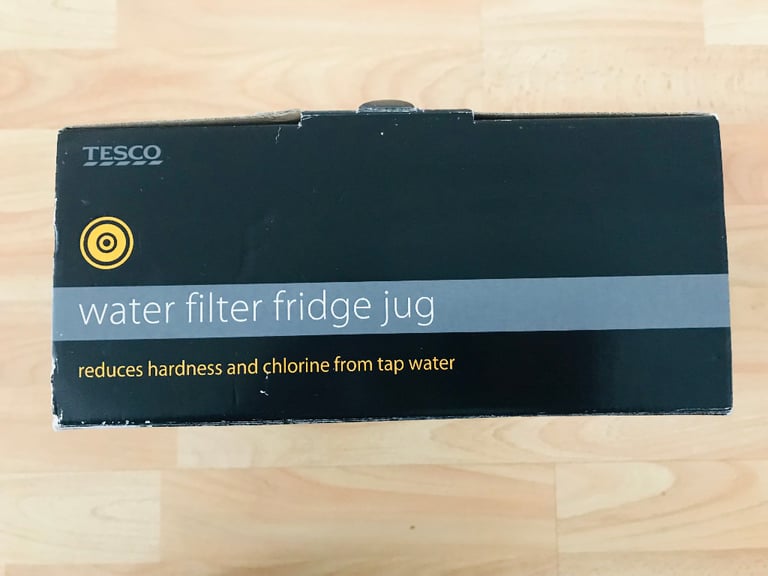 TESCO
water filter fridge jug
reduces hardness and chlorine from tap water